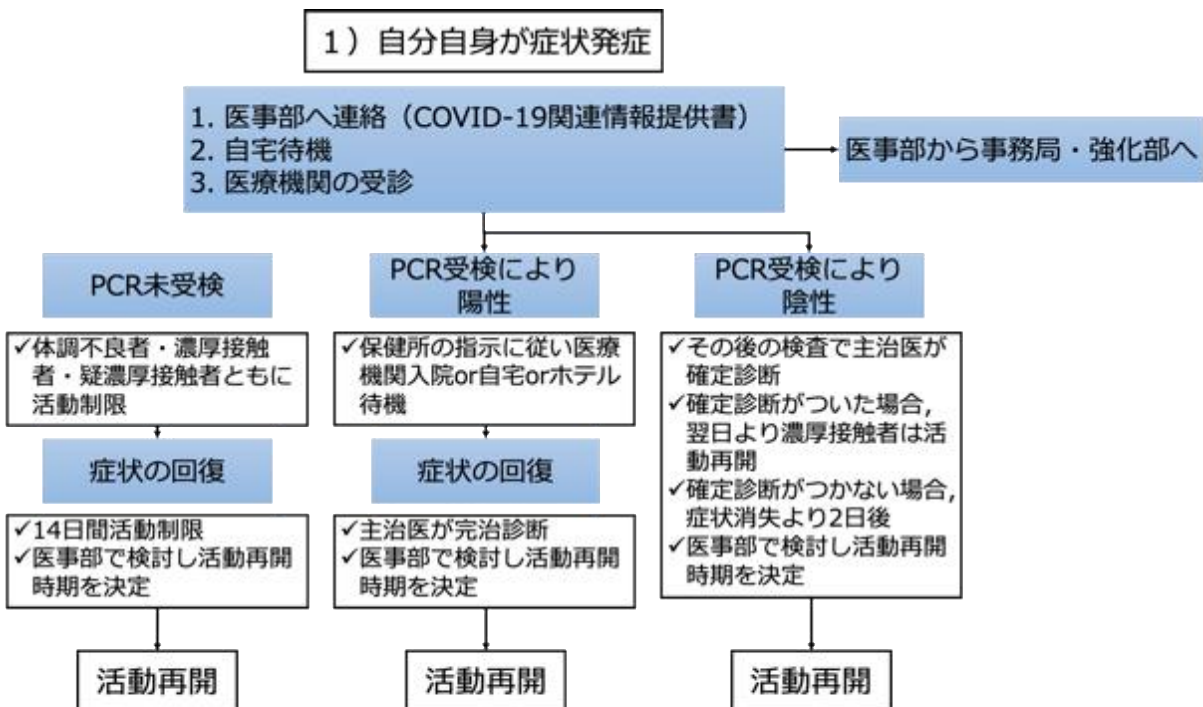 1）自分自身が症状発症
1. 医事部へ連絡（COVID-19関連情報提供書）
2. 自宅待機
3. 医療機関の受診
医事部から事務局・強化部へ
PCR未受検
✓体調不良者・濃厚接触
者・疑濃厚接触者ともに
活動制限
症状の回復
✓14日間活動制限
✓医事部で検討し活動再開
時期を決定
活動再開
PCR受検により
陽性
✓保健所の指示に従い医療
機関入院or自宅orホテル
待機
症状の回復
✓主治医が完治診断
✓医事部で検討し活動再開
時期を決定
活動再開
PCR受検により
陰性
✓その後の検査で主治医が
確定診断
✓確定診断がついた場合,
翌日より濃厚接触者は活
動再開
✓確定診断がつかない場合,
症状消失より2日後
✓医事部で検討し活動再開
時期を決定
活動再開